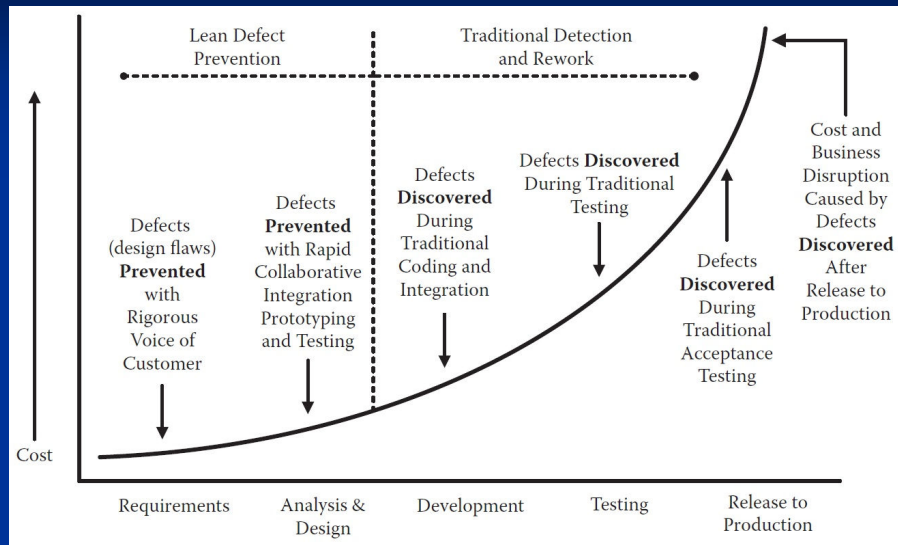 Lean Defect
Prevention
Traditional Detection
and Rework
Defects
(design flaws)
Prevented
with
Rigorous
Voice of
Customer
Defects
Prevented
with Rapid
Collaborative
Integration
Prototyping
and Testing
Defects
Discovered
During
Traditional
Coding and
Integration
Defects Discovered
During Traditional
Testing
Defects
Discovered
During
Traditional
Acceptance
Testing
Cost and
Business
Disruption
Caused by
Defects
Discovered
After
Release to
Production
Cost
Requirements
Analysis &
Design
Development
Testing
Release to
Production